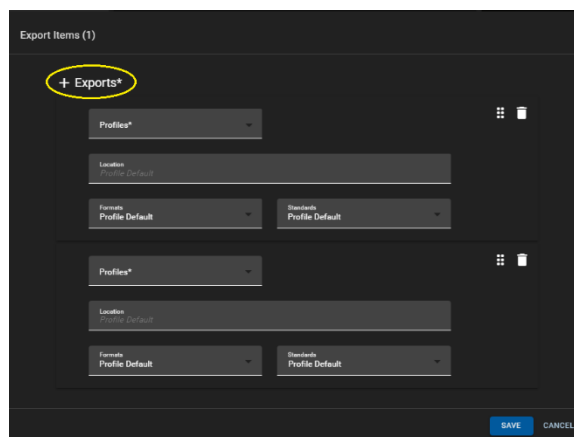 Export Items (1)
+ Exports*
Profiles*
Location
Profile Default
Formats
Profile Default
Standards
Profile Default
Profiles*
Location
Profile Default
Formats
Profile Default
Standards
Profile Default
SAVE CANCEL